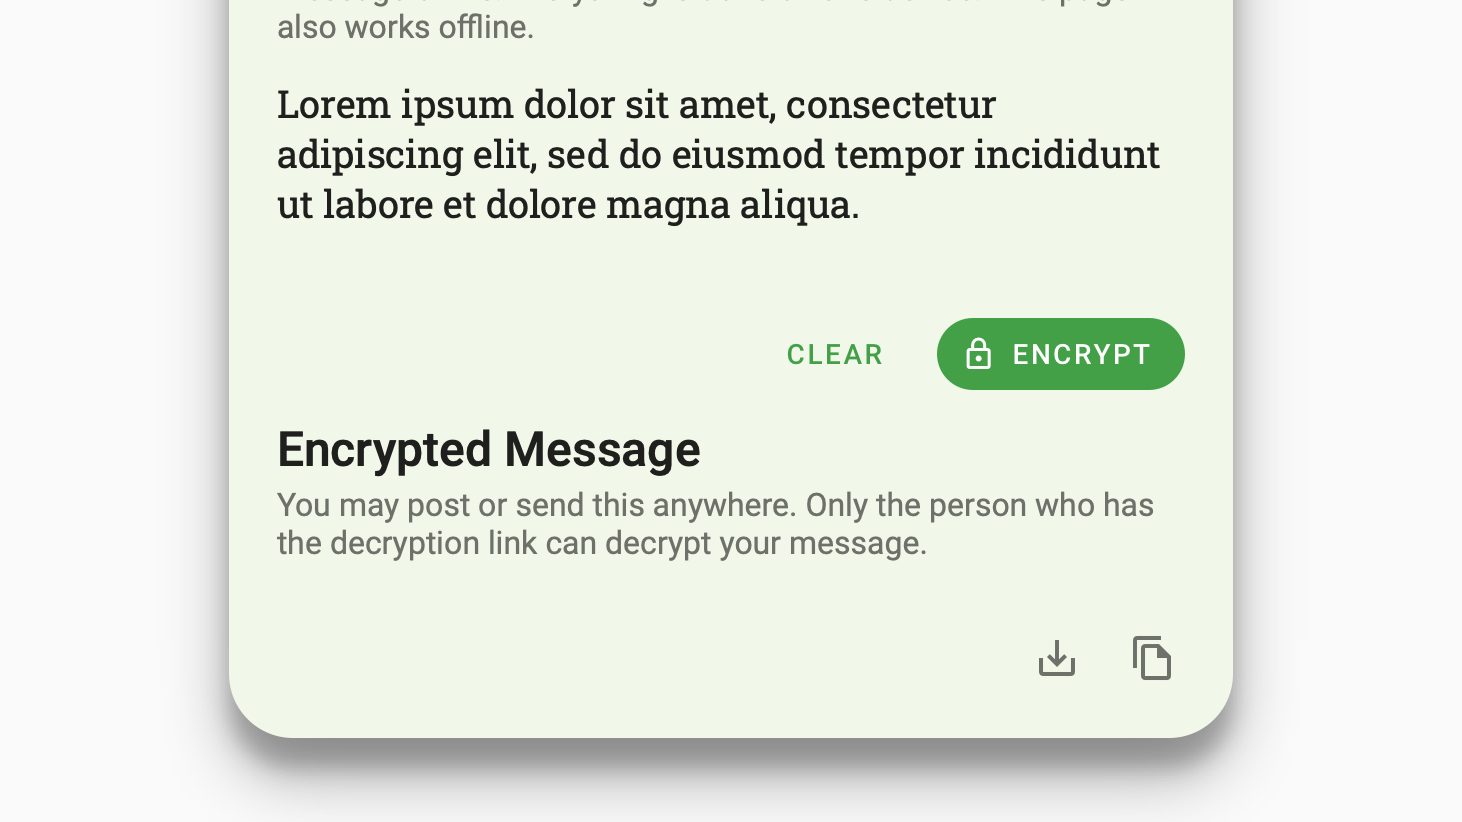 also works offline.
Lorem ipsum dolor sit amet, consectetur
adipiscing elit, sed do eiusmod tempor incididunt
ut labore et dolore magna aliqua.
CLEAR
ENCRYPT
Encrypted Message
You may post or send this anywhere. Only the person who has
the decryption link can decrypt your message.